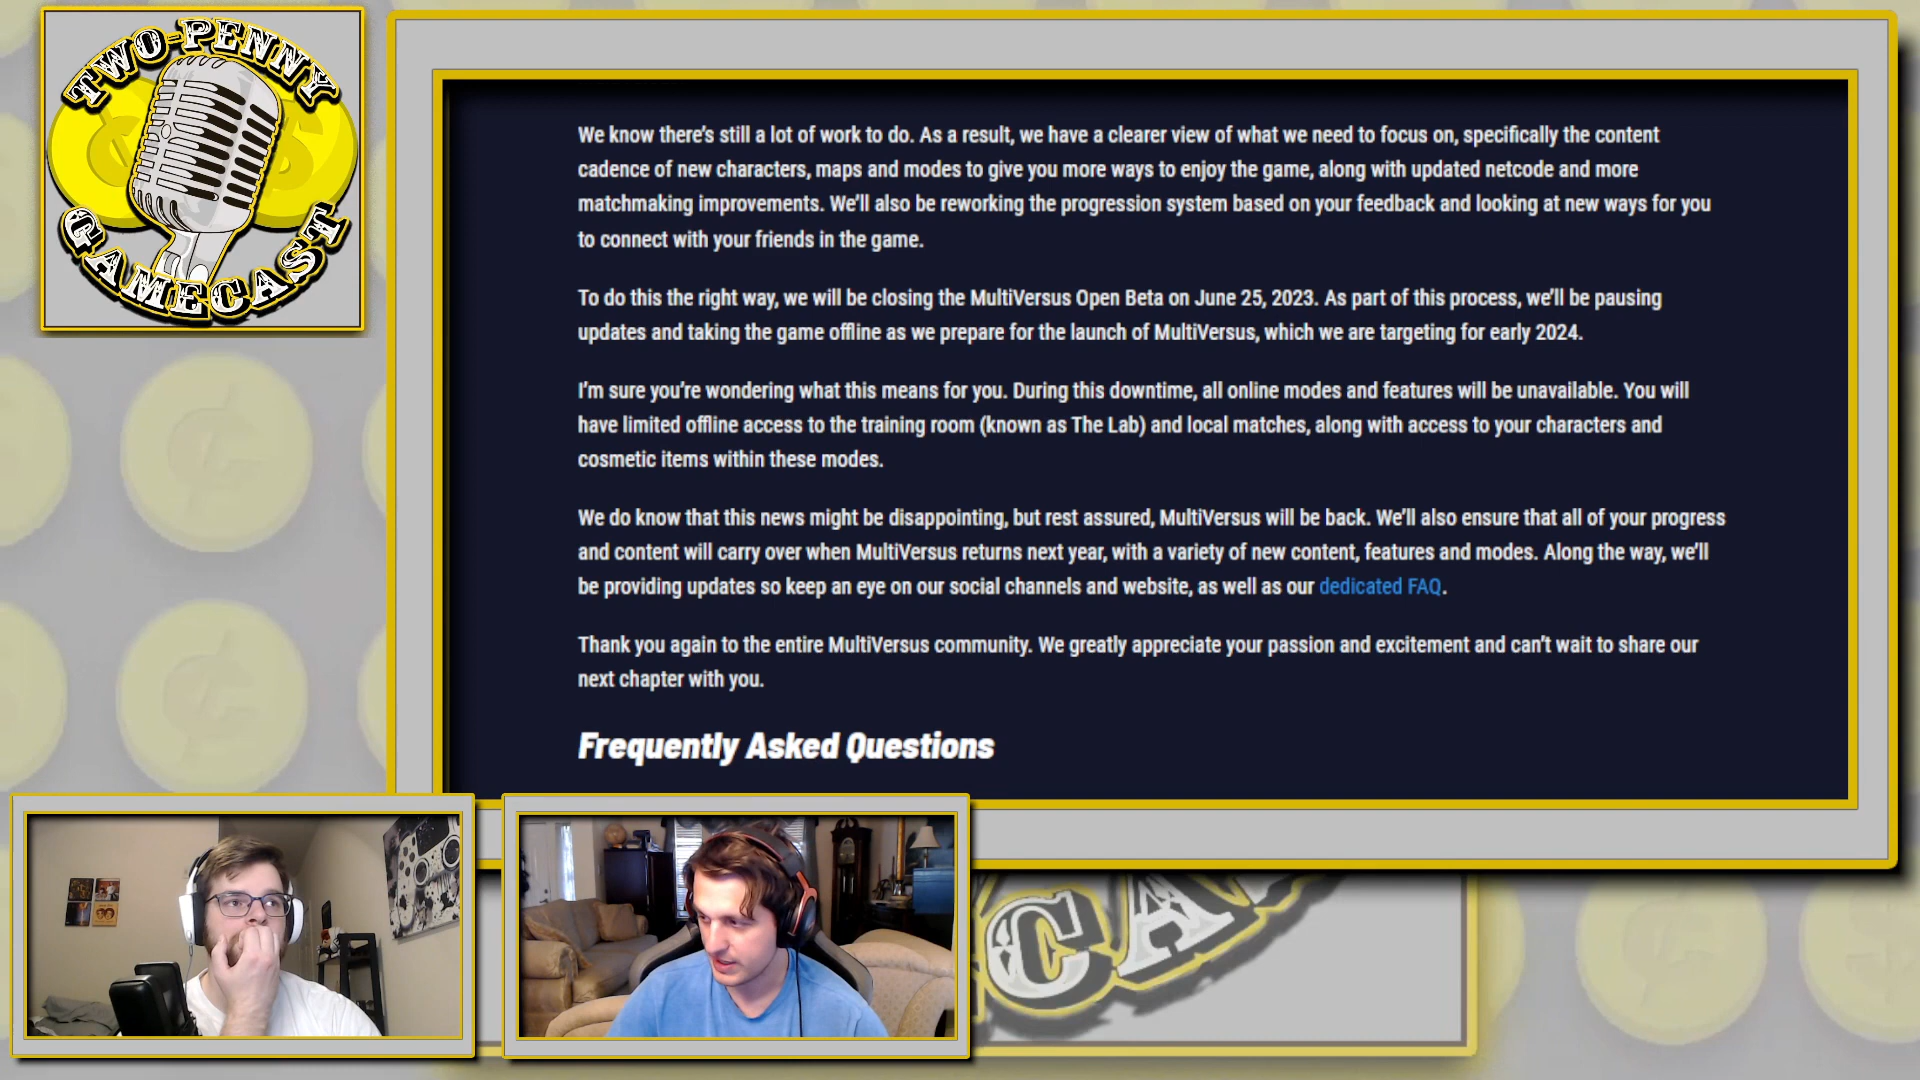 TWO-PENNY
GAMECAST
We know there's still a lot of work to do. As a result, we have a clearer view of what we need to focus on, specifically the content
cadence of new characters, maps and modes to give you more ways to enjoy the game, along with updated netcode and more
matchmaking improvements. We'll also be reworking the progression system based on your feedback and looking at new ways for you
to connect with your friends in the game.
To do this the right way, we will be closing the MultiVersus Open Beta on June 25, 2023. As part of this process, we'll be pausing
updates and taking the game offline as we prepare for the launch of MultiVersus, which we are targeting for early 2024.
I'm sure you're wondering what this means for you. During this downtime, all online modes and features will be unavailable. You will
have limited offline access to the training room (known as The Lab) and local matches, along with access to your characters and
cosmetic items within these modes.
We do know that this news might be disappointing, but rest assured, MultiVersus will be back. We'll also ensure that all of your progress
and content will carry over when MultiVersus returns next year, with a variety of new content, features and modes. Along the way, we'll
be providing updates so keep an eye on our social channels and website, as well as our dedicated FAQ.
Thank you again to the entire MultiVersus community. We greatly appreciate your passion and excitement and can't wait to share our
next chapter with you.
Frequently Asked Questions
CA